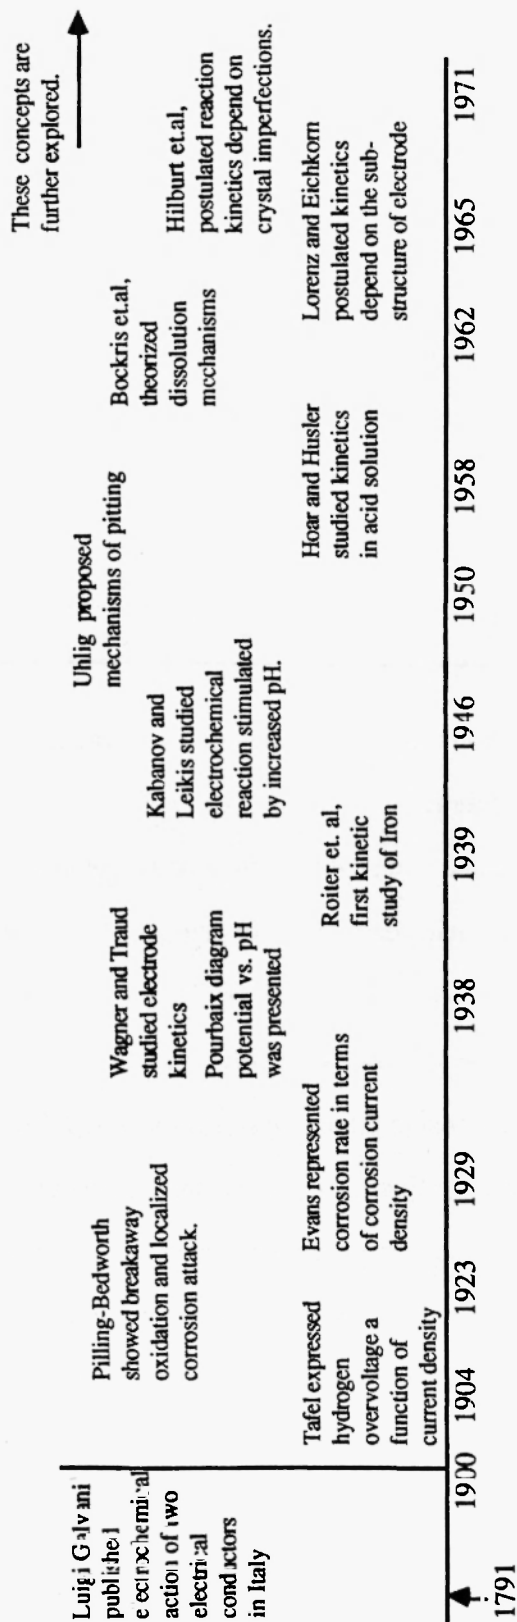 Luigi Galvani
published
electrochemical
action of two
electrical
conductors
in Italy
Tafel expressed
hydrogen
overvoltage a
function of
current density
Pilling-Bedworth
showed breakaway
oxidation and localized
corrosion attack.
Evans represented
corrosion rate in terms
of corrosion current
density
Wagner and Traud
studied electrode
kinetics
Pourbaix diagram
potential vs. pH
was presented
Roiter et. al,
first kinetic
study of Iron
Kabanov and
Leikis studied
electrochemical
reaction stimulated
by increased pH.
Uhlig proposed
mechanisms of pitting
Hoar and Husler
studied kinetics
in acid solution
Bockris et.al,
theorized
dissolution
mechanisms
Lorenz and Eichkorn
postulated kinetics
depend on the sub-
structure of electrode
Hilburt et.al,
postulated reaction
kinetics depend on
crystal imperfections.
These concepts are
further explored.
1791
1900
1904
1923
1929
1938
1939
1946
1950
1958
1962
1965
1971